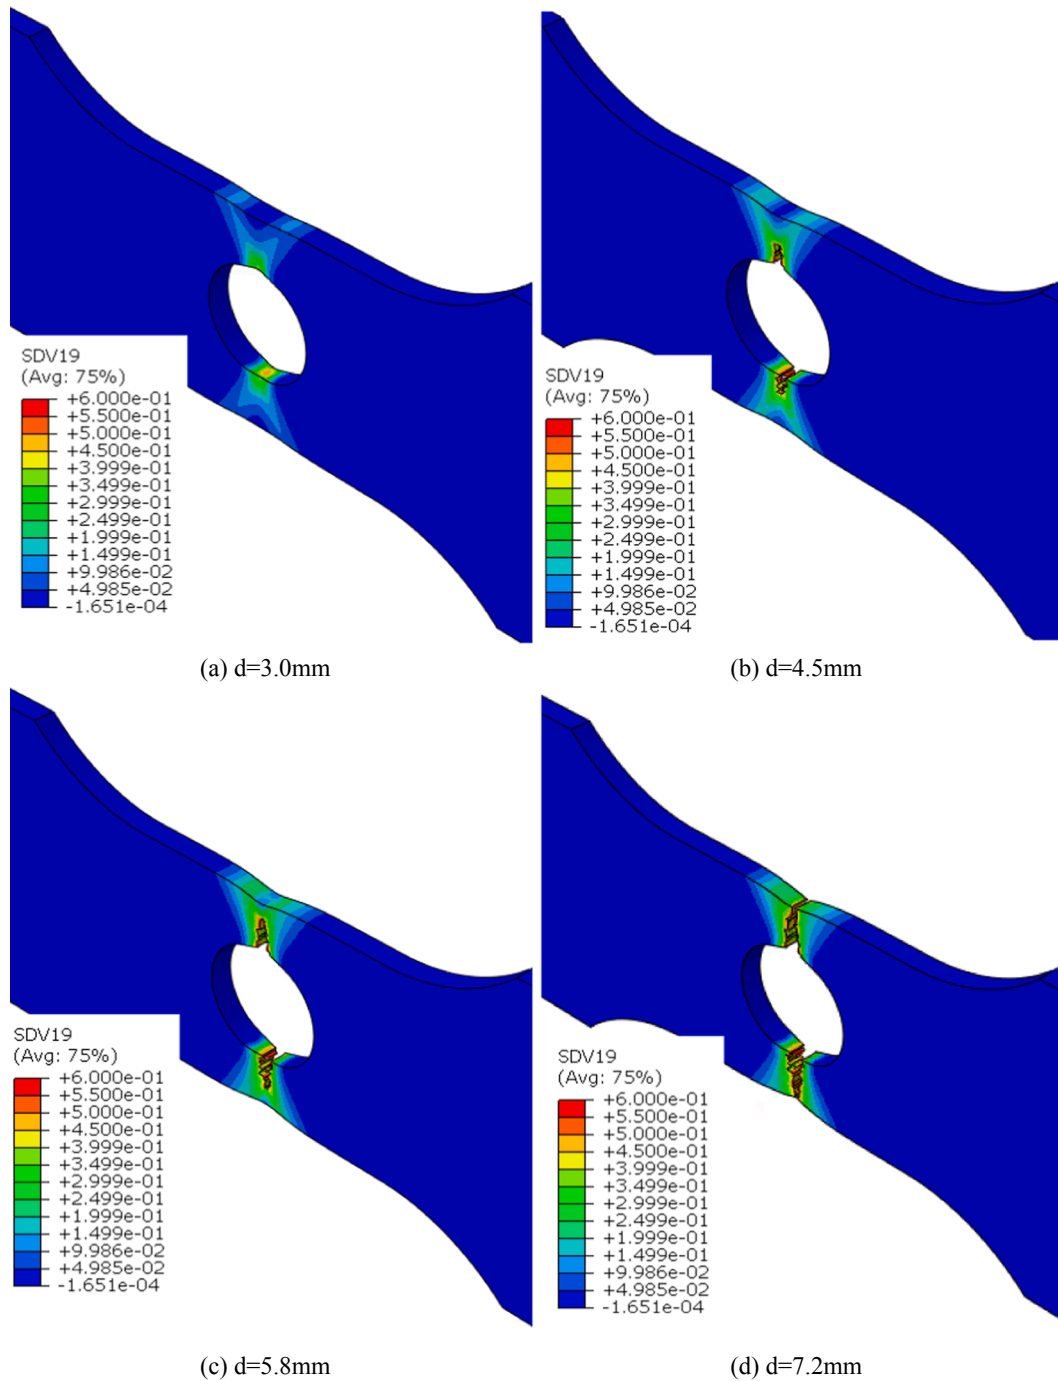 SDV19
(Avg: 75%)
+6.000e-01
+5.500e-01
+5.000e-01
+4.500e-01
+3.999e-01
+3.499e-01
+2.999e-01
+2.499e-01
+1.999e-01
+1.499e-01
+9.986e-02
+4.985e-02
-1.651e-04
(a) d=3.0mm
SDV19
(Avg: 75%)
+6.000e-01
+5.500e-01
+5.000e-01
+4.500e-01
+3.999e-01
+3.499e-01
+2.999e-01
+2.499e-01
+1.999e-01
+1.499e-01
+9.986e-02
+4.985e-02
-1.651e-04
(b) d=4.5mm
SDV19
(Avg: 75%)
+6.000e-01
+5.500e-01
+5.000e-01
+4.500e-01
+3.999e-01
+3.499e-01
+2.999e-01
+2.499e-01
+1.999e-01
+1.499e-01
+9.986e-02
+4.985e-02
-1.651e-04
(c) d=5.8mm
SDV19
(Avg: 75%)
+6.000e-01
+5.500e-01
+5.000e-01
+4.500e-01
+3.999e-01
+3.499e-01
+2.999e-01
+2.499e-01
+1.999e-01
+1.499e-01
+9.986e-02
+4.985e-02
-1.651e-04
(d) d=7.2mm